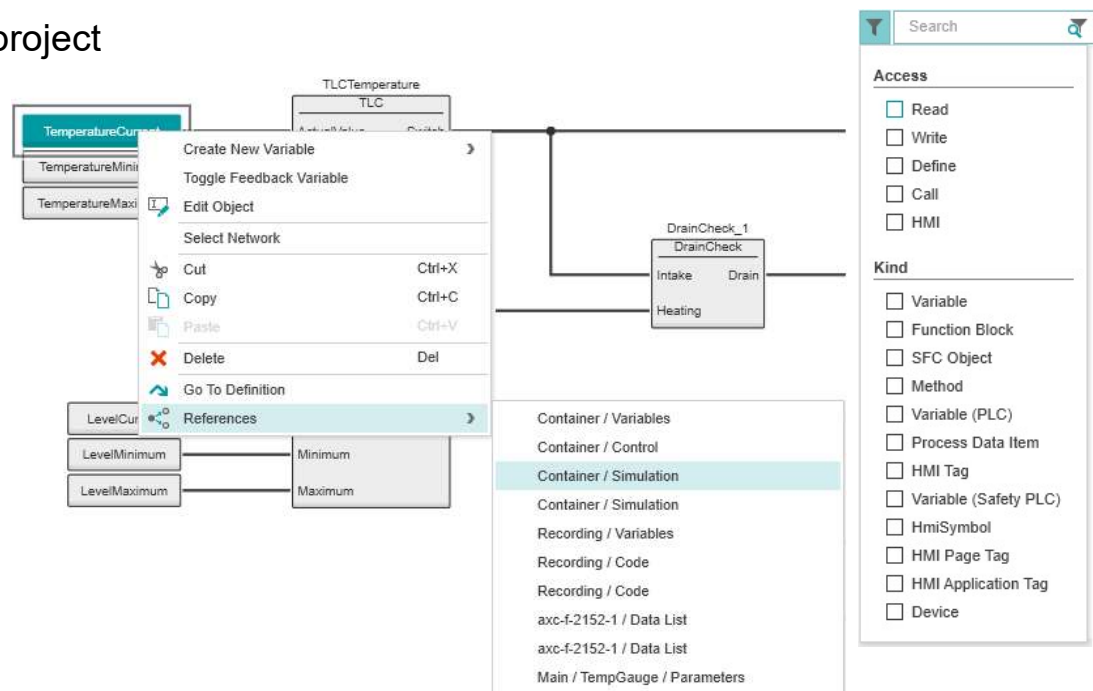 project
TLCTemperature
TLC
TemperatureCurrent
ActualValue Switch
TemperatureMini
TemperatureMaxi
Create New Variable
Toggle Feedback Variable
Edit Object
Select Network
Cut Ctrl+X
Copy Ctrl+C
Paste Ctrl+V
Delete Del
Go To Definition
References
DrainCheck_1
DrainCheck
Intake Drain
Heating
LevelCur
LevelMinimum
Minimum
LevelMaximum
Maximum
Container / Variables
Container / Control
Container / Simulation
Container / Simulation
Recording / Variables
Recording / Code
Recording / Code
axc-f-2152-1 / Data List
axc-f-2152-1 / Data List
Main / TempGauge / Parameters
Search
Access
Read
Write
Define
Call
HMI
Kind
Variable
Function Block
SFC Object
Method
Variable (PLC)
Process Data Item
HMI Tag
Variable (Safety PLC)
HmiSymbol
HMI Page Tag
HMI Application Tag
Device